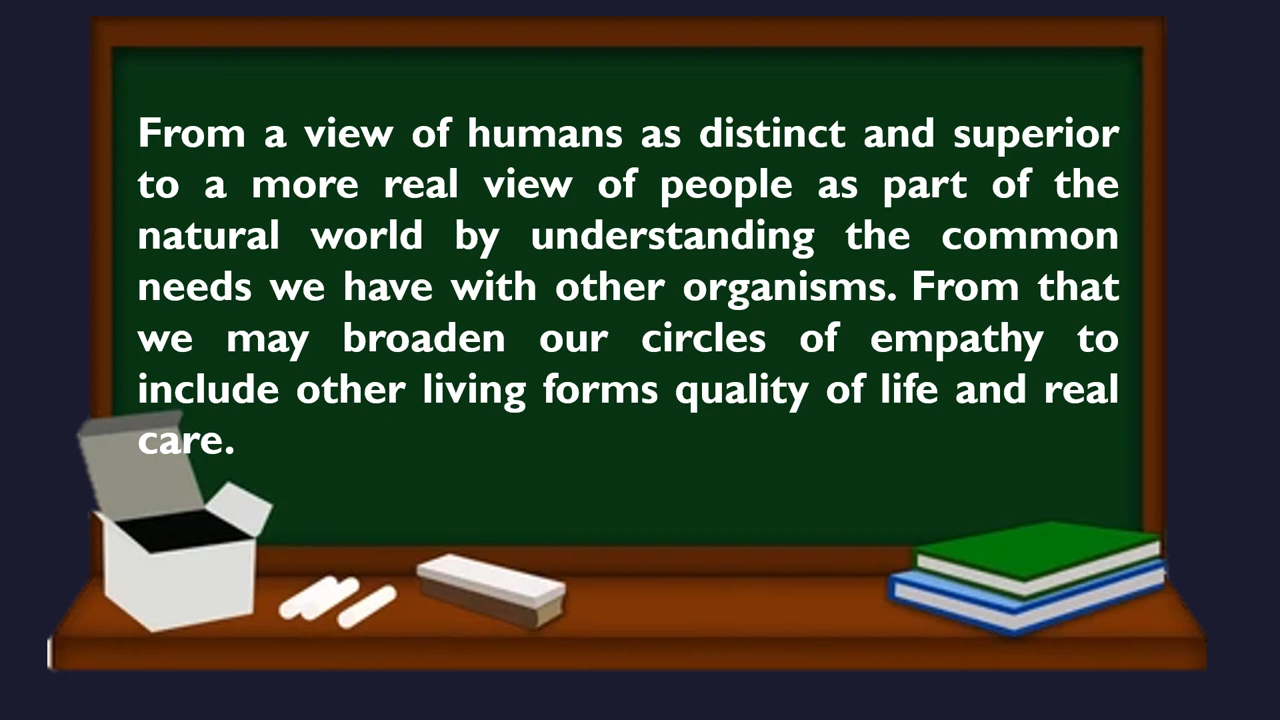 From a view of humans as distinct and superior
to a more real view of people as part of the
natural world by understanding the common
needs we have with other organisms. From that
we may broaden our circles of empathy to
include other living forms quality of life and real
care.